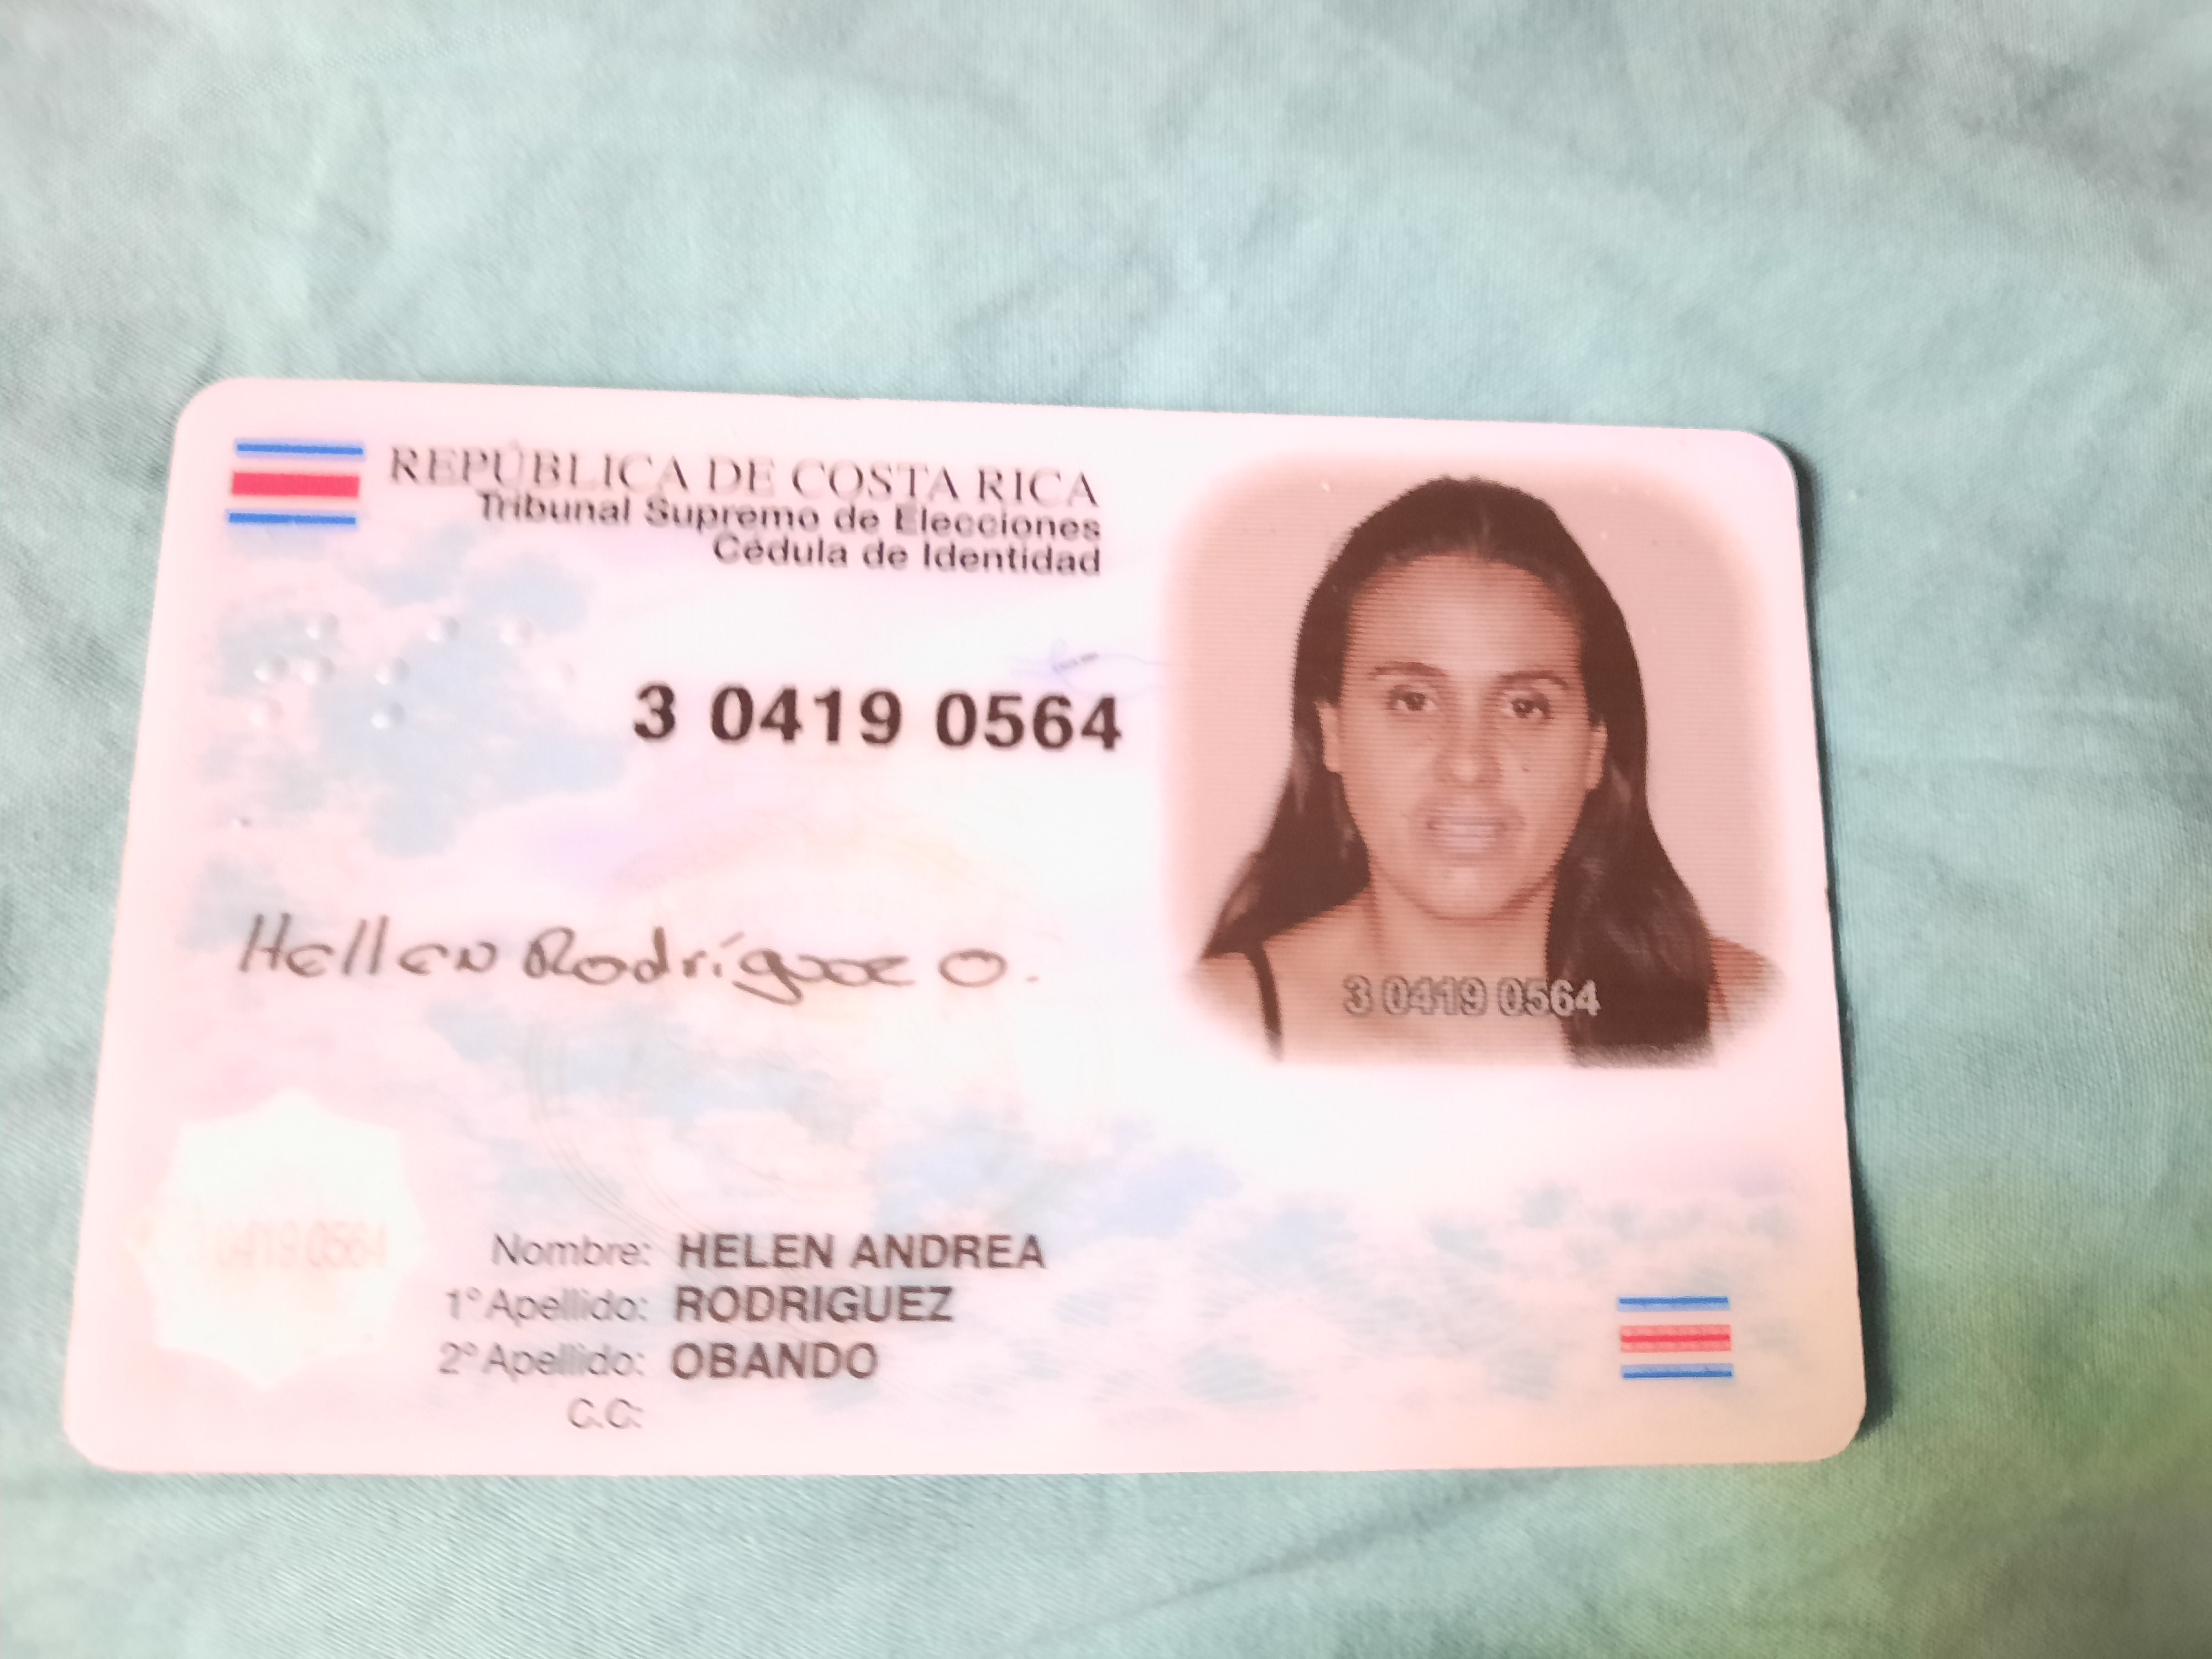 REPÚBLICA DE COSTA RICA
Tribunal Supremo de Elecciones
Cédula de Identidad
3 0419 0564
Hellen Rodríguez O.
3 0419 0564
Nombre: HELEN ANDREA
1° Apellido: RODRIGUEZ
2° Apellido: OBANDO
C.C: